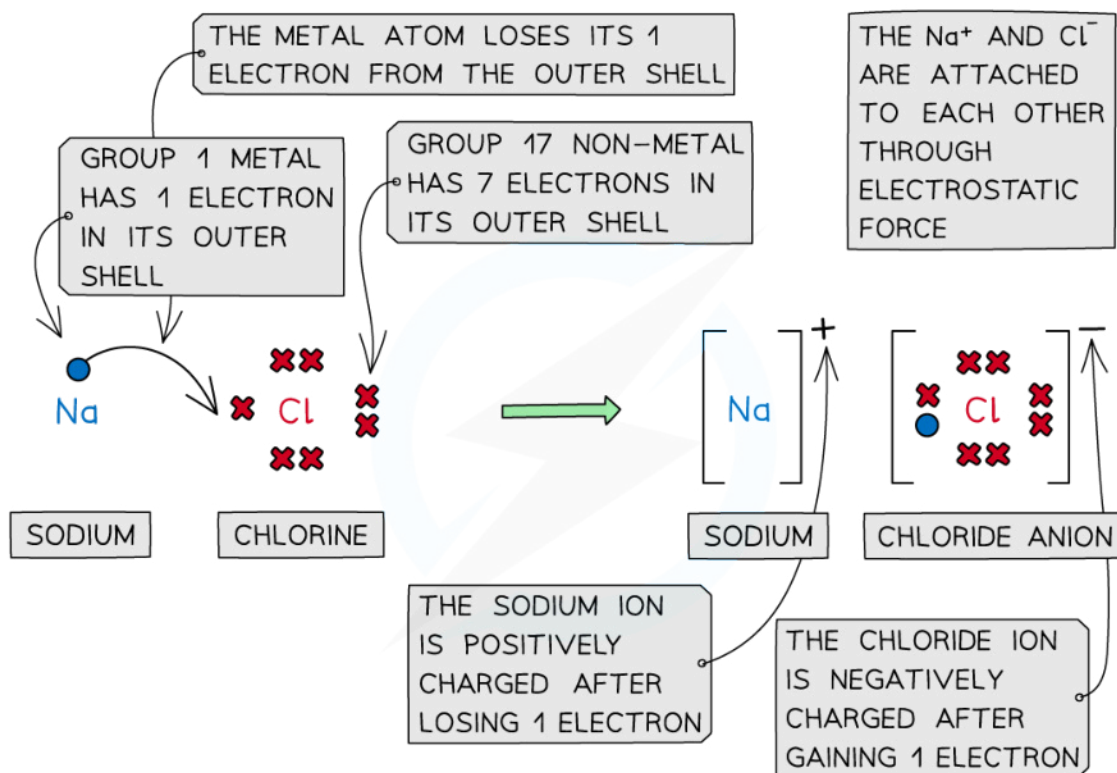 THE METAL ATOM LOSES ITS 1
ELECTRON FROM THE OUTER SHELL
GROUP 1 METAL
HAS 1 ELECTRON
IN ITS OUTER
SHELL
GROUP 17 NON-METAL
HAS 7 ELECTRONS IN
ITS OUTER SHELL
THE Na⁺ AND Cl⁻
ARE ATTACHED
TO EACH OTHER
THROUGH
ELECTROSTATIC
FORCE
Na
Cl
Na
+
Cl
−
SODIUM
CHLORINE
SODIUM
CHLORIDE ANION
THE SODIUM ION
IS POSITIVELY
CHARGED AFTER
LOSING 1 ELECTRON
THE CHLORIDE ION
IS NEGATIVELY
CHARGED AFTER
GAINING 1 ELECTRON